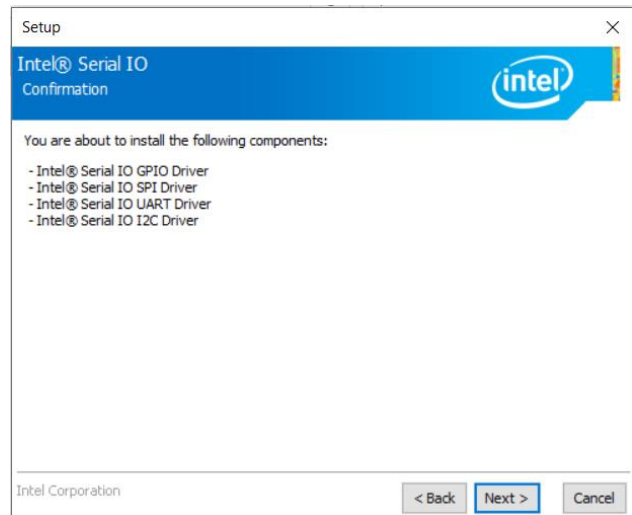 Setup
Intel® Serial IO
Confirmation
intel
You are about to install the following components:
- Intel® Serial IO GPIO Driver
- Intel® Serial IO SPI Driver
- Intel® Serial IO UART Driver
- Intel® Serial IO I2C Driver
Intel Corporation
< Back
Next >
Cancel